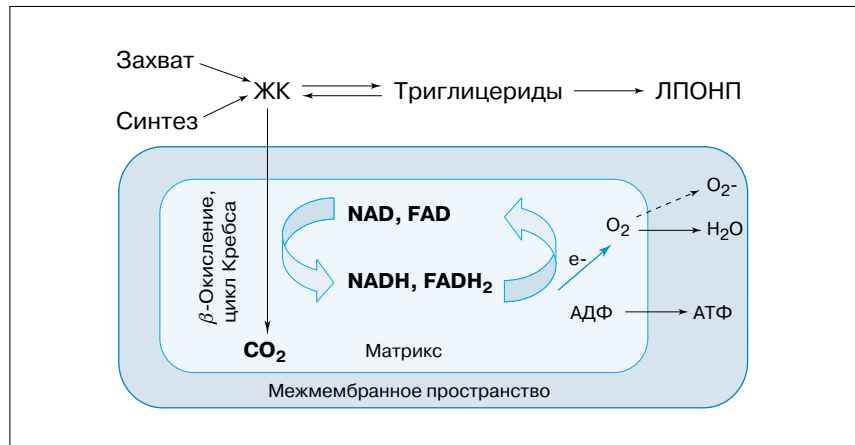 Захват
ЖК
Триглицериды
ЛПОНП
Синтез
β-Окисление,
цикл Кребса
NAD, FAD
NADH, FADH₂
CO₂
Матрикс
e-
O₂
O₂-
H₂O
АДФ
АТФ
Межмембранное пространство